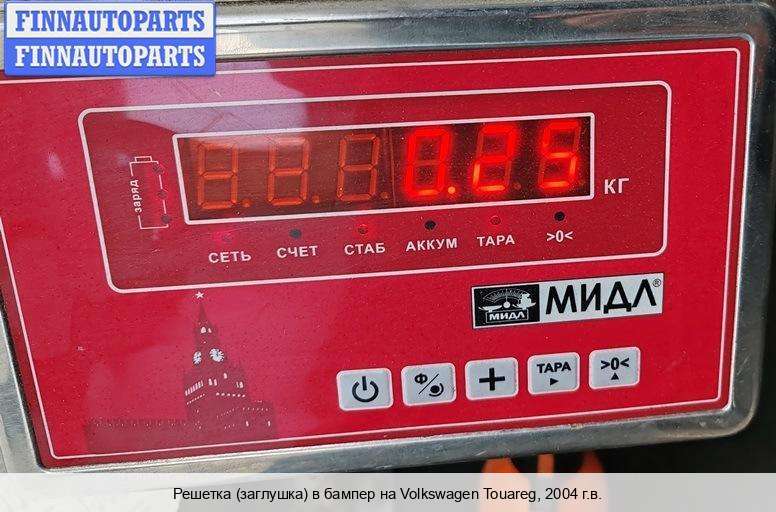 FINNAUTOPARTS
FINNAUTOPARTS
заряд
0.25
КГ
СЕТЬ СЧЕТ СТАБ АККУМ ТАРА >0<
МИДЛ МИДЛ®
Ф ТАРА >0<
Решетка (заглушка) в бампер на Volkswagen Touareg, 2004 г.в.